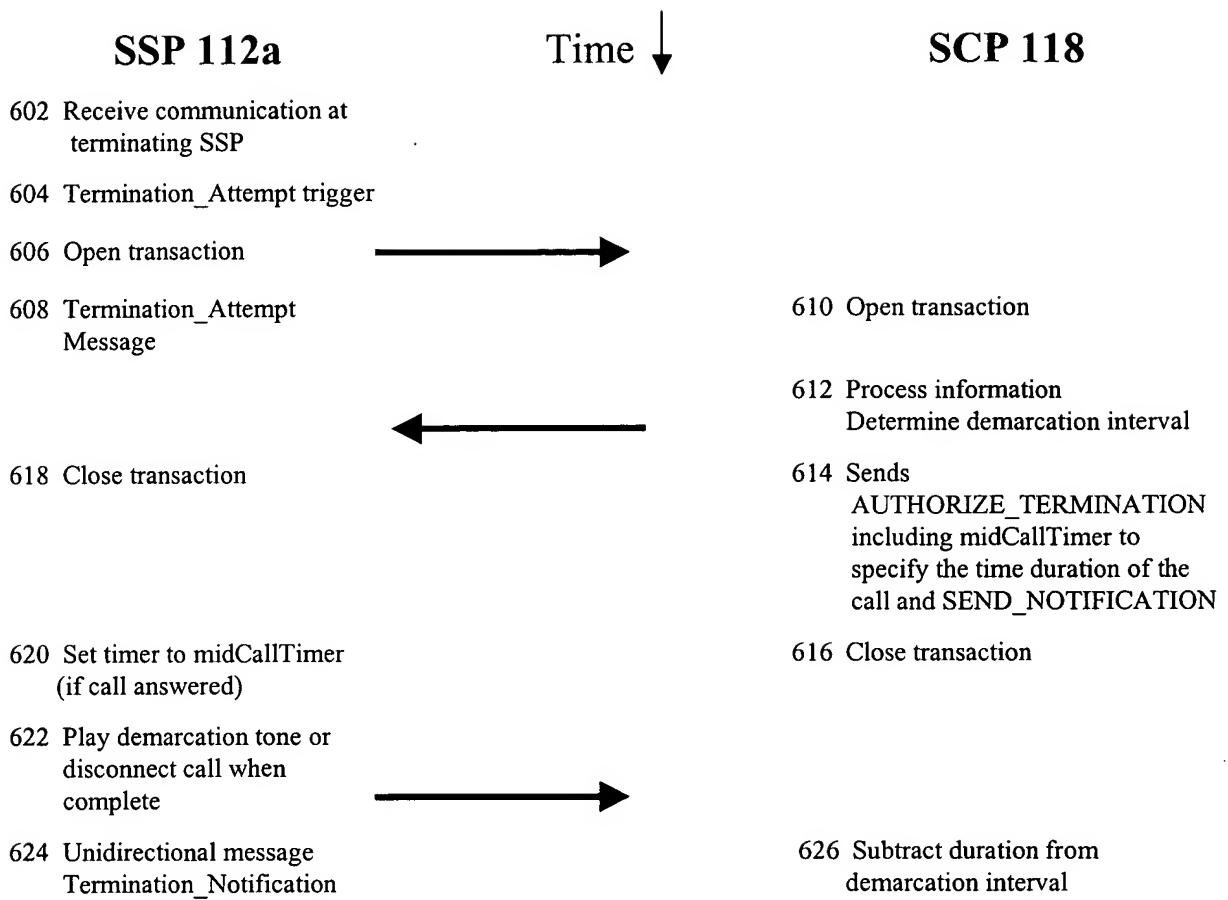 SSP 112a Time SCP 118
602 Receive communication at
terminating SSP
604 Termination_Attempt trigger
606 Open transaction
608 Termination_Attempt
Message
610 Open transaction
612 Process information
Determine demarcation interval
618 Close transaction
614 Sends
AUTHORIZE_TERMINATION
including midCallTimer to
specify the time duration of the
call and SEND_NOTIFICATION
620 Set timer to midCallTimer
(if call answered)
616 Close transaction
622 Play demarcation tone or
disconnect call when
complete
624 Unidirectional message
Termination_Notification
626 Subtract duration from
demarcation interval